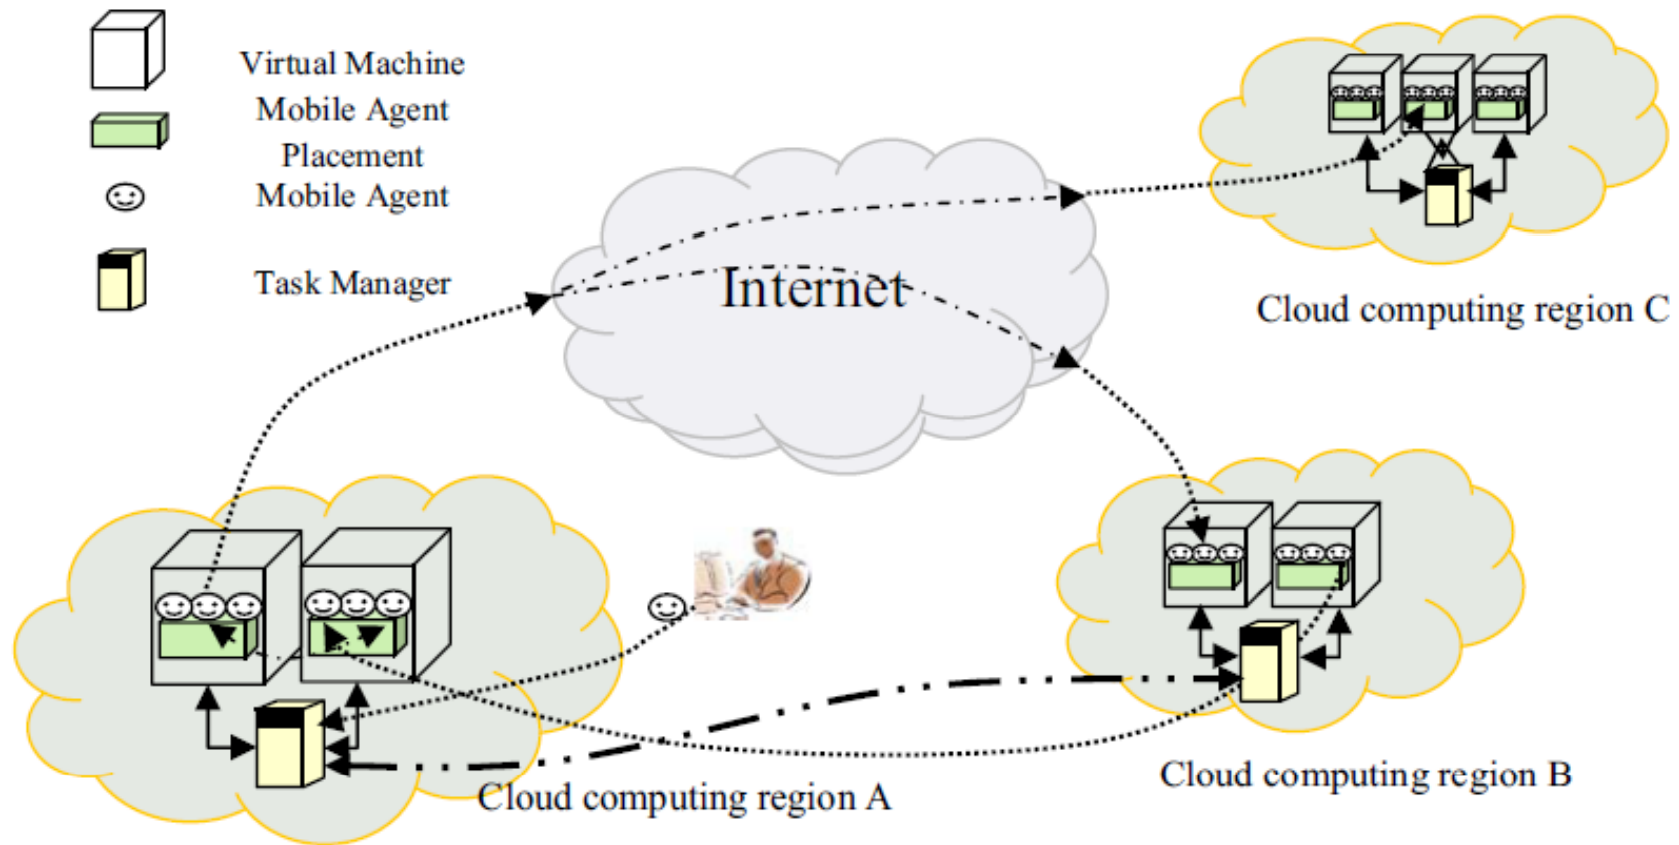 Virtual Machine
Mobile Agent
Placement
Mobile Agent
Task Manager
Internet
Cloud computing region C
Cloud computing region A
Cloud computing region B